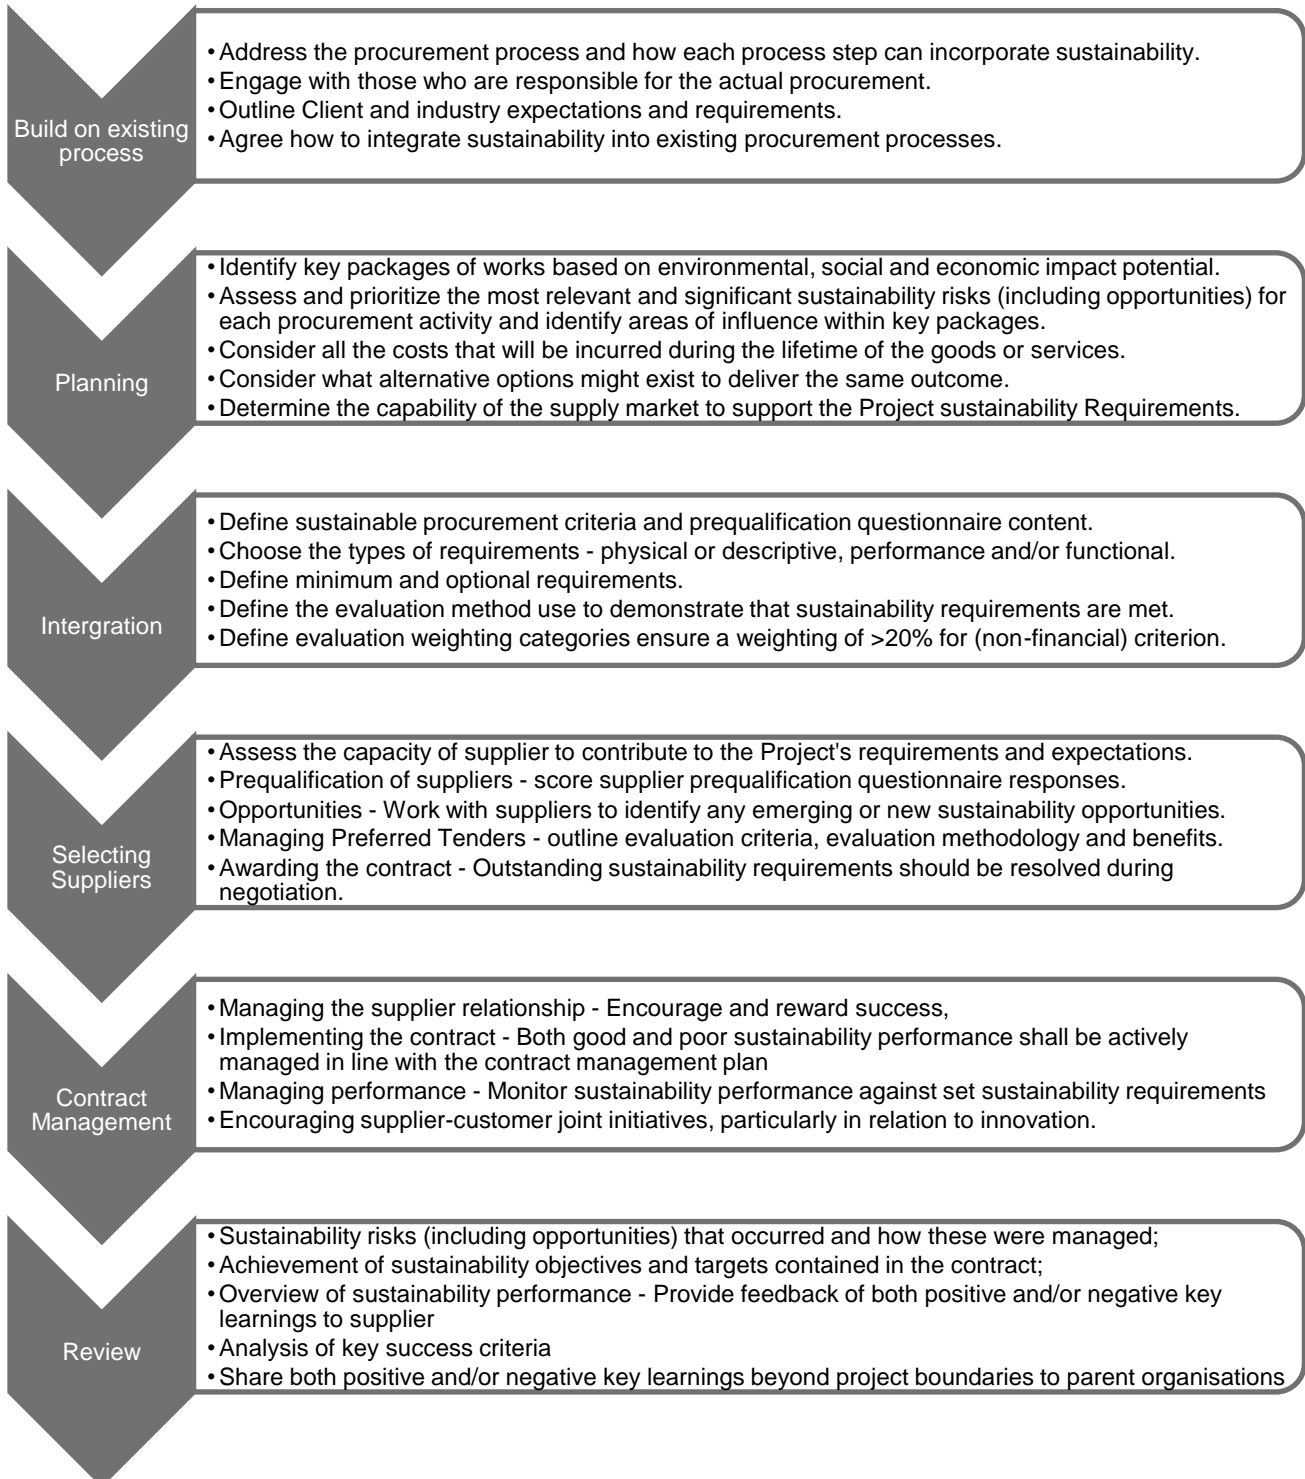 Build on existing
process
• Address the procurement process and how each process step can incorporate sustainability.
• Engage with those who are responsible for the actual procurement.
• Outline Client and industry expectations and requirements.
• Agree how to integrate sustainability into existing procurement processes.
Planning
• Identify key packages of works based on environmental, social and economic impact potential.
• Assess and prioritize the most relevant and significant sustainability risks (including opportunities) for
each procurement activity and identify areas of influence within key packages.
• Consider all the costs that will be incurred during the lifetime of the goods or services.
• Consider what alternative options might exist to deliver the same outcome.
• Determine the capability of the supply market to support the Project sustainability Requirements.
Intergration
• Define sustainable procurement criteria and prequalification questionnaire content.
• Choose the types of requirements - physical or descriptive, performance and/or functional.
• Define minimum and optional requirements.
• Define the evaluation method use to demonstrate that sustainability requirements are met.
• Define evaluation weighting categories ensure a weighting of >20% for (non-financial) criterion.
Selecting
Suppliers
• Assess the capacity of supplier to contribute to the Project's requirements and expectations.
• Prequalification of suppliers - score supplier prequalification questionnaire responses.
• Opportunities - Work with suppliers to identify any emerging or new sustainability opportunities.
• Managing Preferred Tenders - outline evaluation criteria, evaluation methodology and benefits.
• Awarding the contract - Outstanding sustainability requirements should be resolved during
negotiation.
Contract
Management
• Managing the supplier relationship - Encourage and reward success,
• Implementing the contract - Both good and poor sustainability performance shall be actively
managed in line with the contract management plan
• Managing performance - Monitor sustainability performance against set sustainability requirements
• Encouraging supplier-customer joint initiatives, particularly in relation to innovation.
Review
• Sustainability risks (including opportunities) that occurred and how these were managed;
• Achievement of sustainability objectives and targets contained in the contract;
• Overview of sustainability performance - Provide feedback of both positive and/or negative key
learnings to supplier
• Analysis of key success criteria
• Share both positive and/or negative key learnings beyond project boundaries to parent organisations